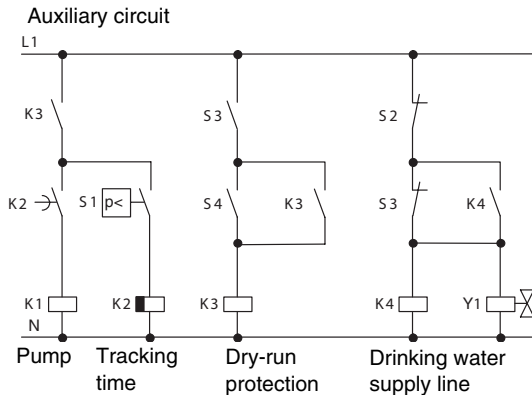 Auxiliary circuit
L1
K3 S3 S2
K2 S1 p< S4 K3 S3 K4
K1 K2 K3 K4 Y1
N
Pump Tracking time Dry-run protection Drinking water supply line